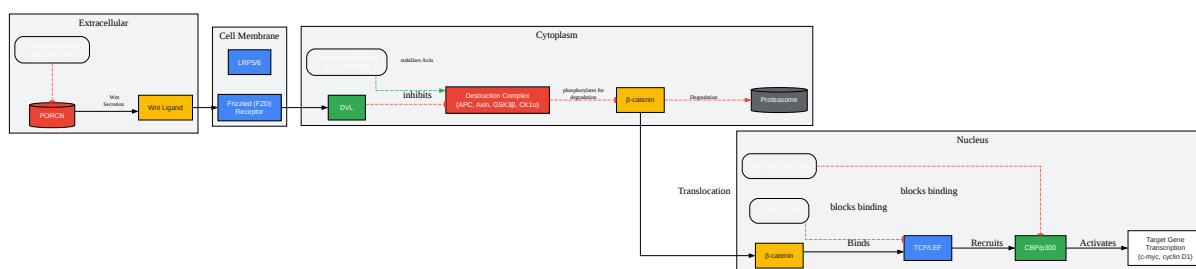 Extracellular
PORCN
Wnt
Secretion
Wnt Ligand
Cell Membrane
LRP5/6
Frizzled (FZD)
Receptor
Cytoplasm
stabilizes Axin
DVL
inhibits
Destruction Complex
(APC, Axin, GSK3β, CK1α)
phosphorylates for
degradation
β-catenin
Degradation
Proteasome
Translocation
Nucleus
blocks binding
blocks binding
β-catenin
Binds
TCF/LEF
Recruits
CBP/p300
Activates
Target Gene
Transcription
(c-myc, cyclin D1)